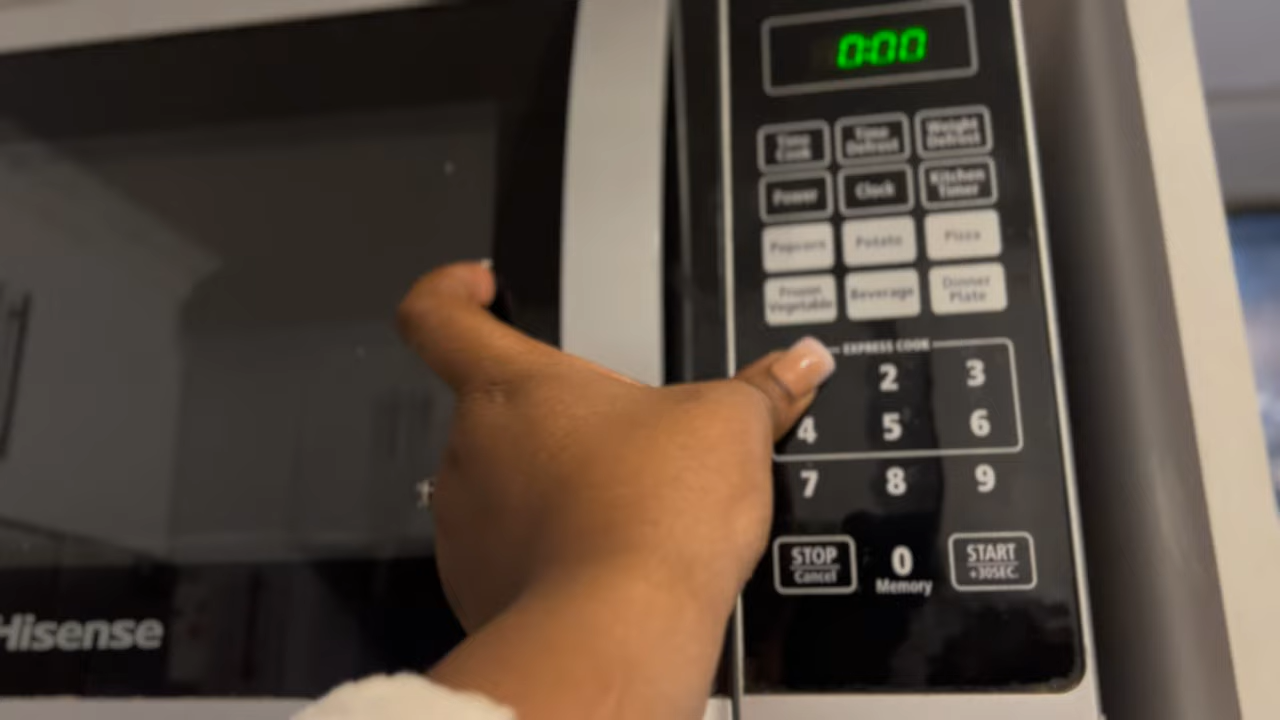 0:00
Time Cook
Time Defrost
Weight Defrost
Power
Clock
Kitchen Timer
Popcorn
Potato
Pizza
Frozen Vegetable
Beverage
Dinner Plate
EXPRESS COOK
2
3
4
5
6
7
8
9
STOP
Cancel
0
Memory
START
+30SEC.
Hisense